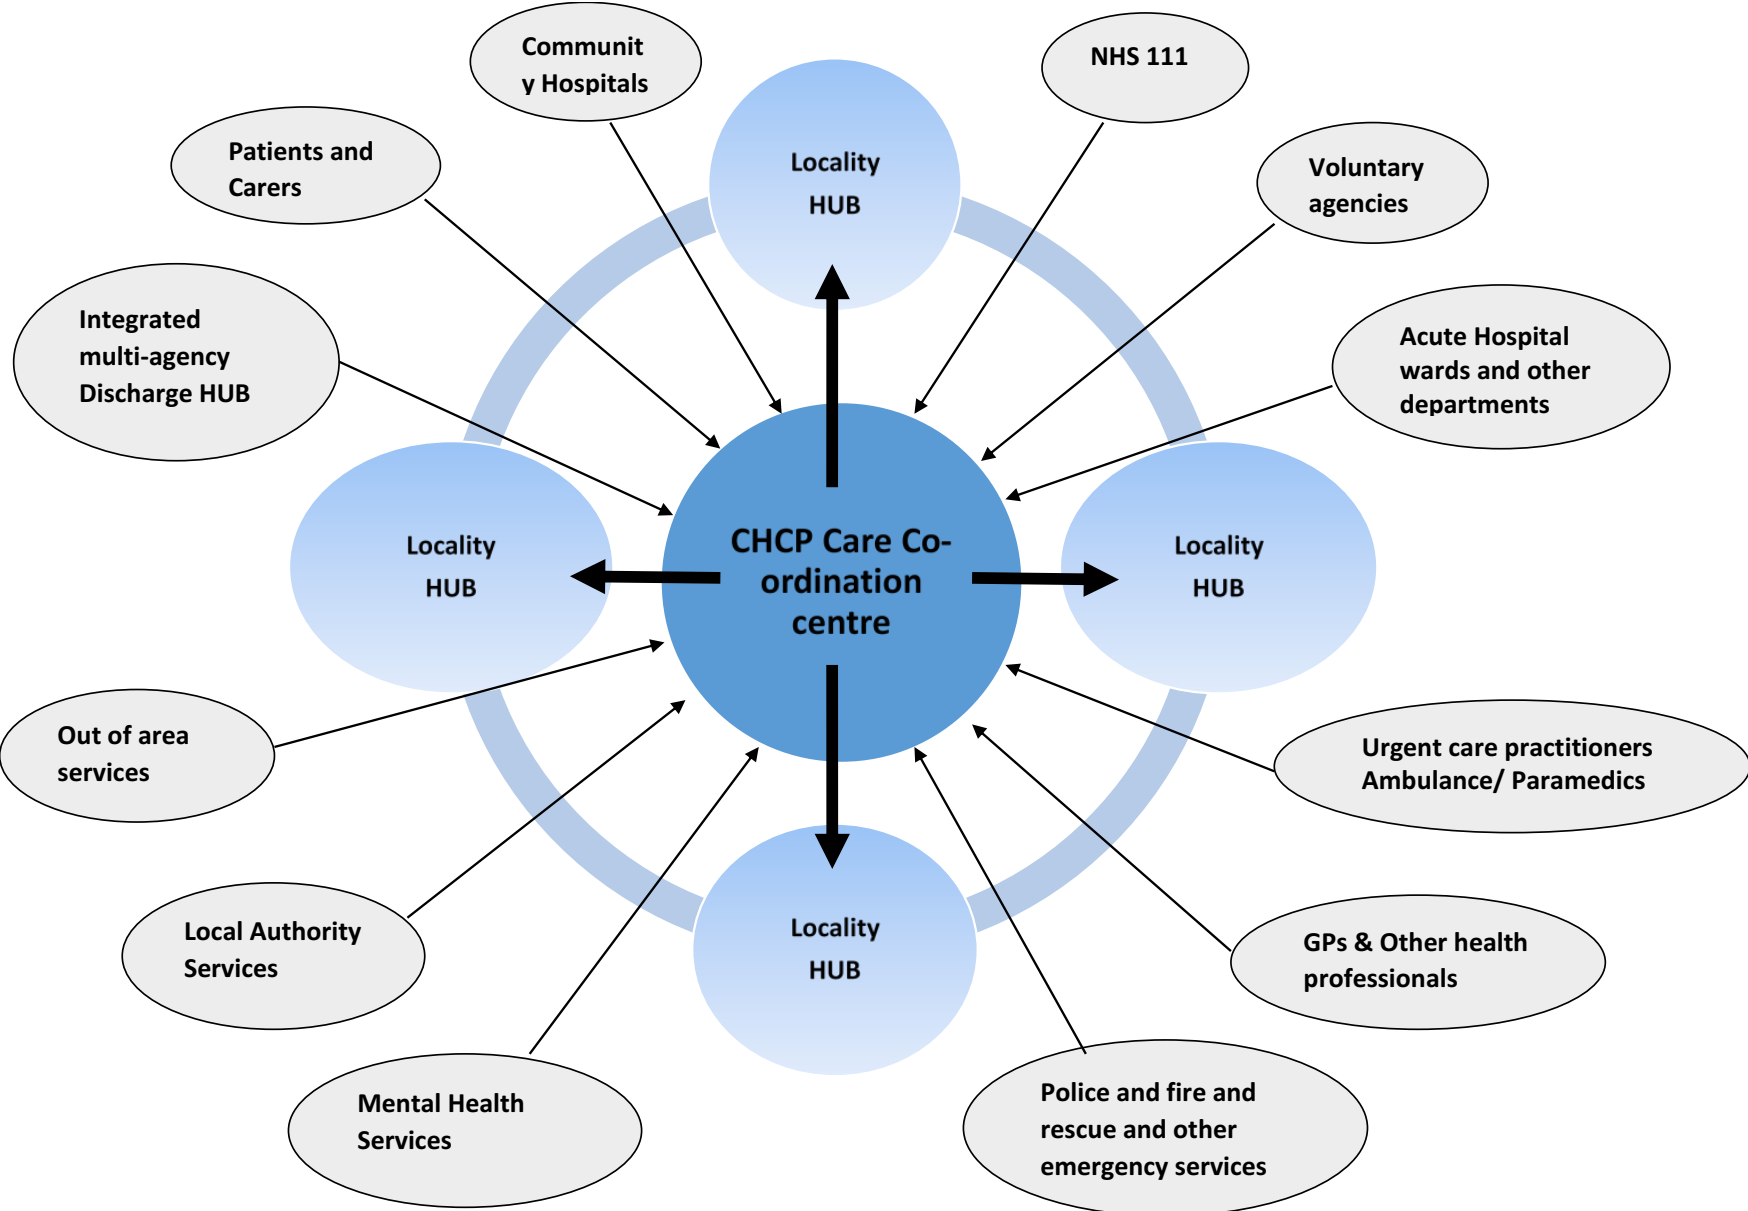 Communit
y Hospitals
NHS 111
Patients and
Carers
Locality
HUB
Voluntary
agencies
Integrated
multi-agency
Discharge HUB
Acute Hospital
wards and other
departments
Locality
HUB
CHCP Care Co-
ordination
centre
Locality
HUB
Out of area
services
Urgent care practitioners
Ambulance/ Paramedics
Local Authority
Services
Locality
HUB
GPs & Other health
professionals
Mental Health
Services
Police and fire and
rescue and other
emergency services